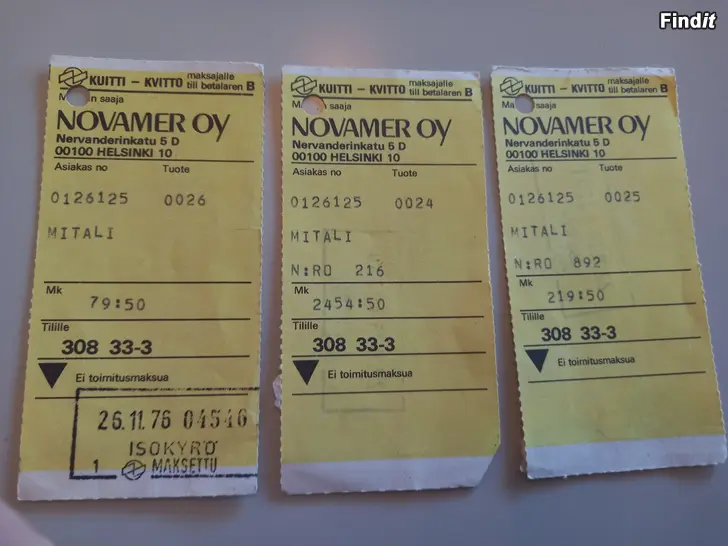 Findit
KUITTI – KVITTO maksajalle till betalaren B
saaja
NOVAMER OY
Nervanderinkatu 5 D
00100 HELSINKI 10
Asiakas no Tuote
0126125 0026
MITALI
Mk
79:50
Tilille
308 33-3
Ei toimitusmaksua
26.11.76 04546
ISOKYRÖ
1 MAKSETTU
KUITTI – KVITTO maksajalle till betalaren B
saaja
NOVAMER OY
Nervanderinkatu 5 D
00100 HELSINKI 10
Asiakas no Tuote
0126125 0024
MITALI
N:RO 216
Mk
2454:50
Tilille
308 33-3
Ei toimitusmaksua
KUITTI – KVITTO maksajalle till betalaren B
saaja
NOVAMER OY
Nervanderinkatu 5 D
00100 HELSINKI 10
Asiakas no Tuote
0126125 0025
MITALI
N:RO 892
Mk
219:50
Tilille
308 33-3
Ei toimitusmaksua